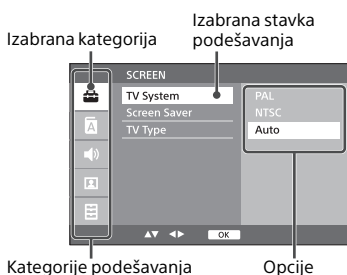 Izabrana kategorija
Izabrana stavka
podešavanja
SCREEN
TV System
Screen Saver
TV Type
PAL
NTSC
Auto
A
OK
Kategorije podešavanja
Opcije